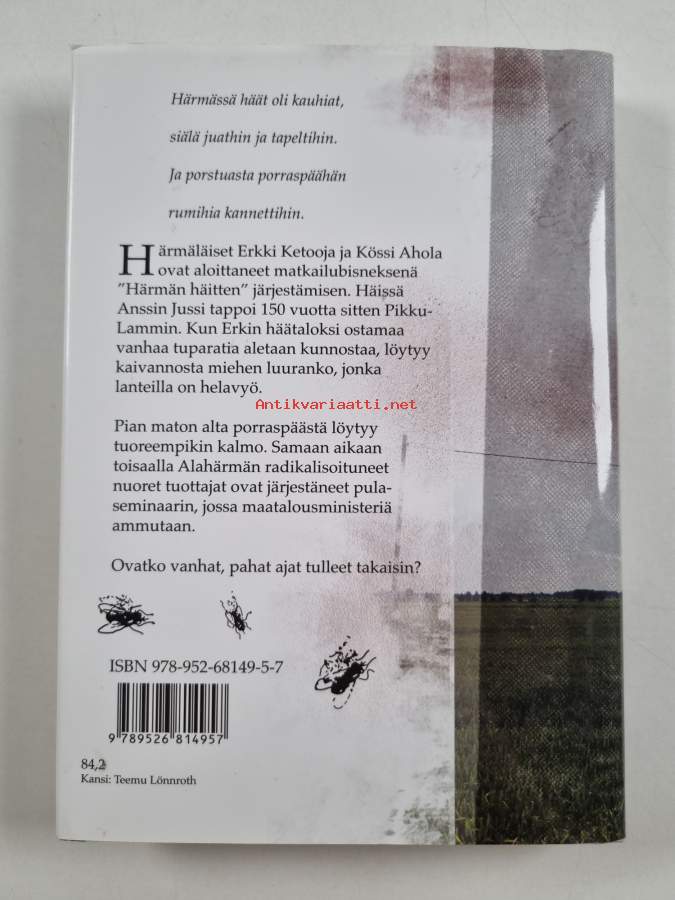 Härmässä häät oli kauhiat,
siälä juathin ja tapeltihin.
Ja porstuasta porraspäähän
rumihia kannettihin.
Härmäläiset Erkki Ketooja ja Kössi Ahola
ovat aloittaneet matkailubisneksenä
”Härmän häitten” järjestämisen. Häissä
Anssin Jussi tappoi 150 vuotta sitten Pikku-
Lammin. Kun Erkin häätaloksi ostamaa
vanhaa tuparatia aletaan kunnostaa, löytyy
kaivannosta miehen luuranko, jonka
lanteilla on helavyö.
Antikvariaatti.net
Pian maton alta porraspäästä löytyy
tuoreempikin kalmo. Samaan aikaan
toisaalla Alahärmän radikalisoituneet
nuoret tuottajat ovat järjestäneet pula-
seminaarin, jossa maatalousministeriä
ammutaan.
Ovatko vanhat, pahat ajat tulleet takaisin?
ISBN 978-952-68149-5-7
9 789526 814957
84,2
Kansi: Teemu Lönnroth